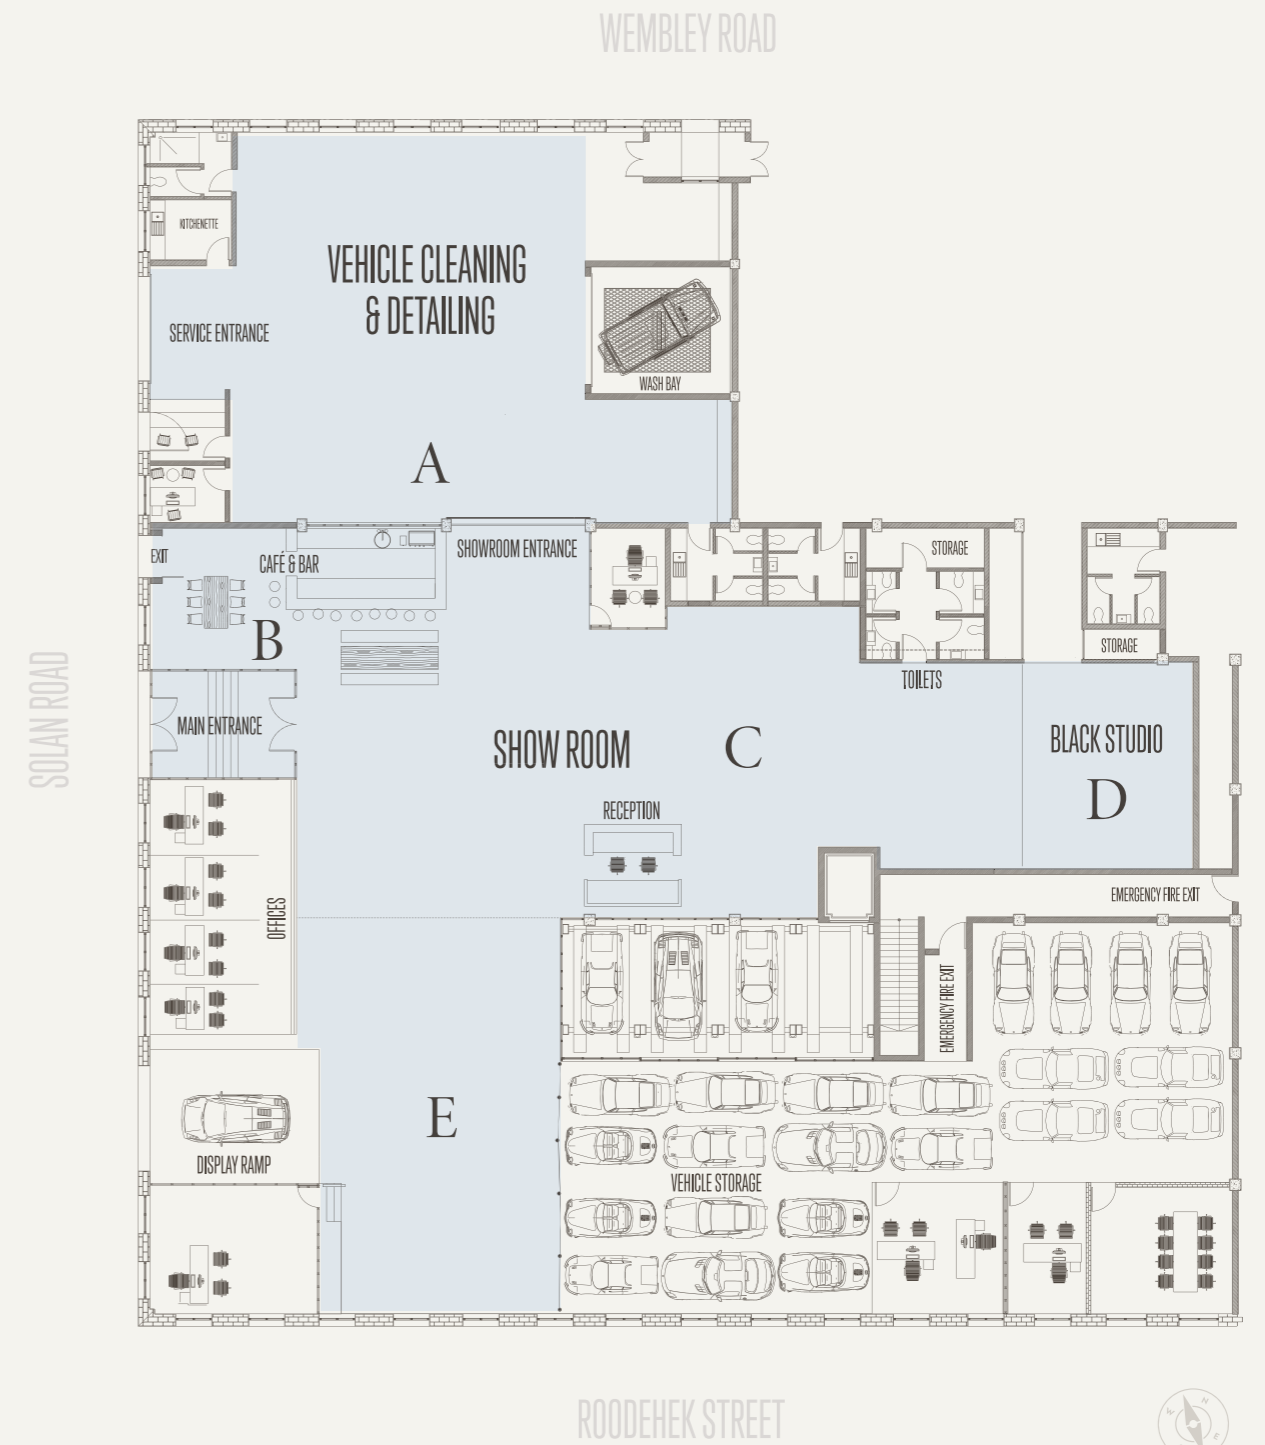 WEMBLEY ROAD
KITCHENETTE
VEHICLE CLEANING
& DETAILING
SERVICE ENTRANCE
WASH BAY
A
EXIT
CAFÉ & BAR
SHOWROOM ENTRANCE
STORAGE
B
STORAGE
TOILETS
MAIN ENTRANCE
SHOW ROOM
C
BLACK STUDIO
D
SOLAN ROAD
RECEPTION
OFFICES
EMERGENCY FIRE EXIT
EMERGENCY FIRE EXIT
E
DISPLAY RAMP
VEHICLE STORAGE
ROODEHEK STREET
N
W
E